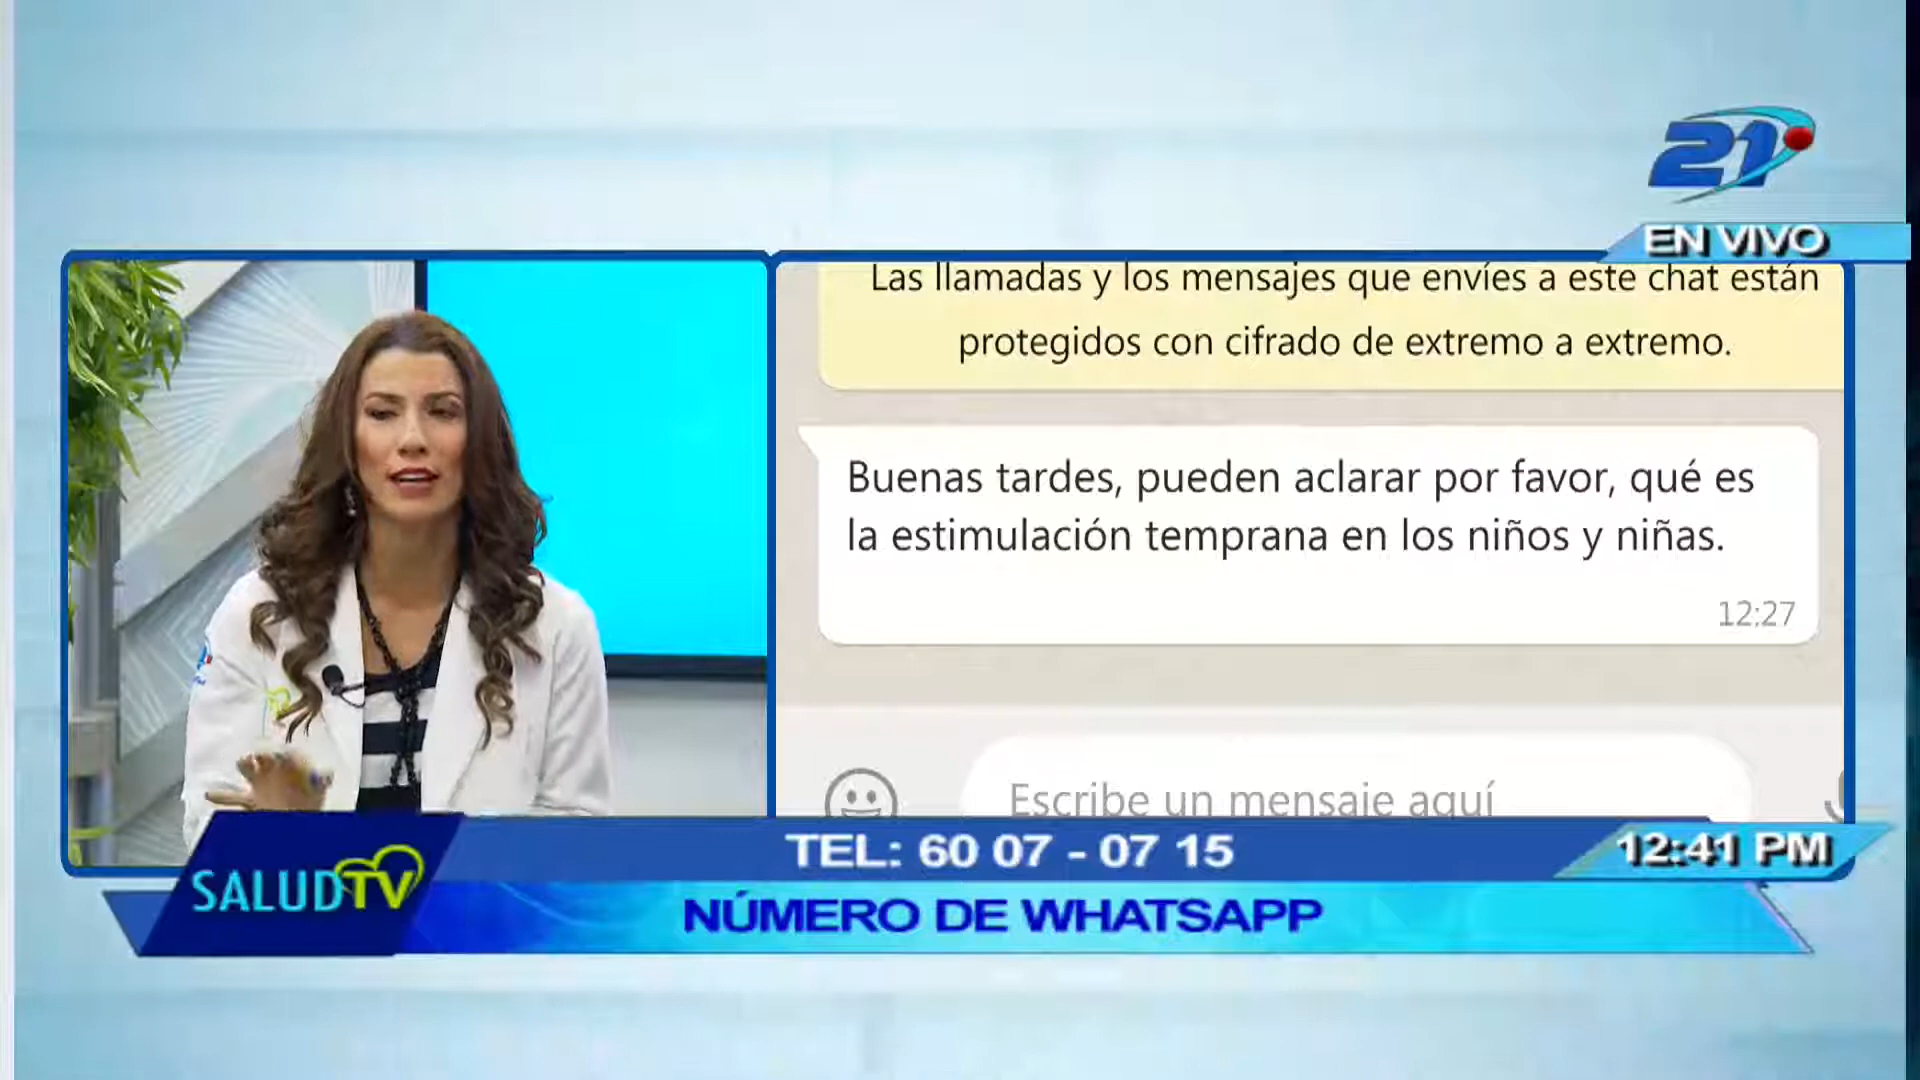 21
EN VIVO
Las llamadas y los mensajes que envíes a este chat están
protegidos con cifrado de extremo a extremo.
Buenas tardes, pueden aclarar por favor, qué es
la estimulación temprana en los niños y niñas.
12:27
Escribe un mensaje aquí
TEL: 60 07 - 07 15
12:41 PM
SALUDTV
NÚMERO DE WHATSAPP